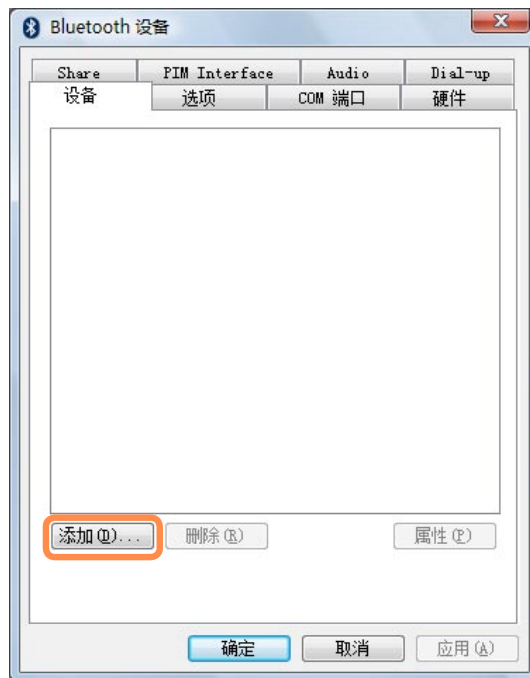 Bluetooth 设备
Share PIM Interface Audio Dial-up
设备 选项 COM 端口 硬件
添加(D)... 删除(R) 属性(P)
确定 取消 应用(A)